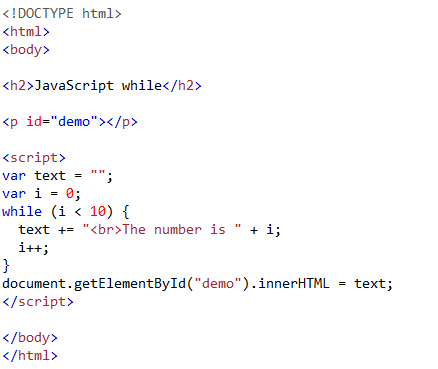 <!DOCTYPE html>
<html>
<body>

<h2>JavaScript while</h2>

<p id="demo"></p>

<script>
var text = "";
var i = 0;
while (i < 10) {
  text += "<br>The number is " + i;
  i++;
}
document.getElementById("demo").innerHTML = text;
</script>

</body>
</html>